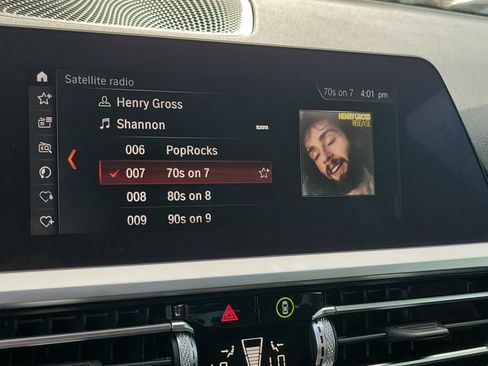 Satellite radio
70s on 7 4:01 pm
Henry Gross
Shannon
sxm
HENRY GROSS
RELEASE
006 PopRocks
007 70s on 7
008 80s on 8
009 90s on 9